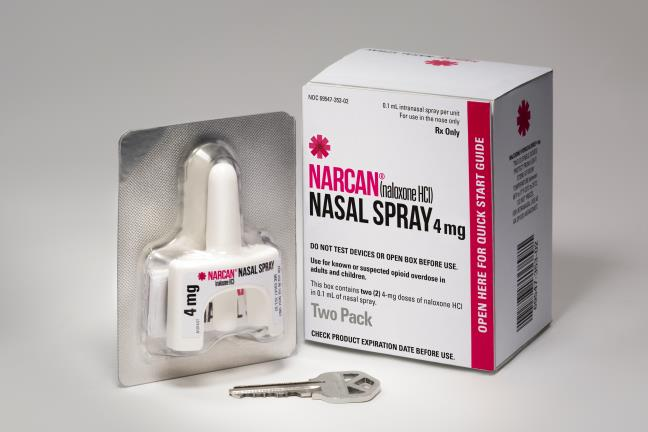 NARCAN® NASAL SPRAY
(naloxone HCl)
4 mg
NDC 69547-353-02
0.1 mL intranasal spray per unit
For use in the nose only
Rx Only
NARCAN® (naloxone HCl)
NASAL SPRAY 4 mg
DO NOT TEST DEVICES OR OPEN BOX BEFORE USE.
Use for known or suspected opioid overdose in
adults and children.
This box contains two (2) 4-mg doses of naloxone HCl
in 0.1 mL of nasal spray.
Two Pack
CHECK PRODUCT EXPIRATION DATE BEFORE USE.
OPEN HERE FOR QUICK START GUIDE
NARCAN®
NASAL SPRAY